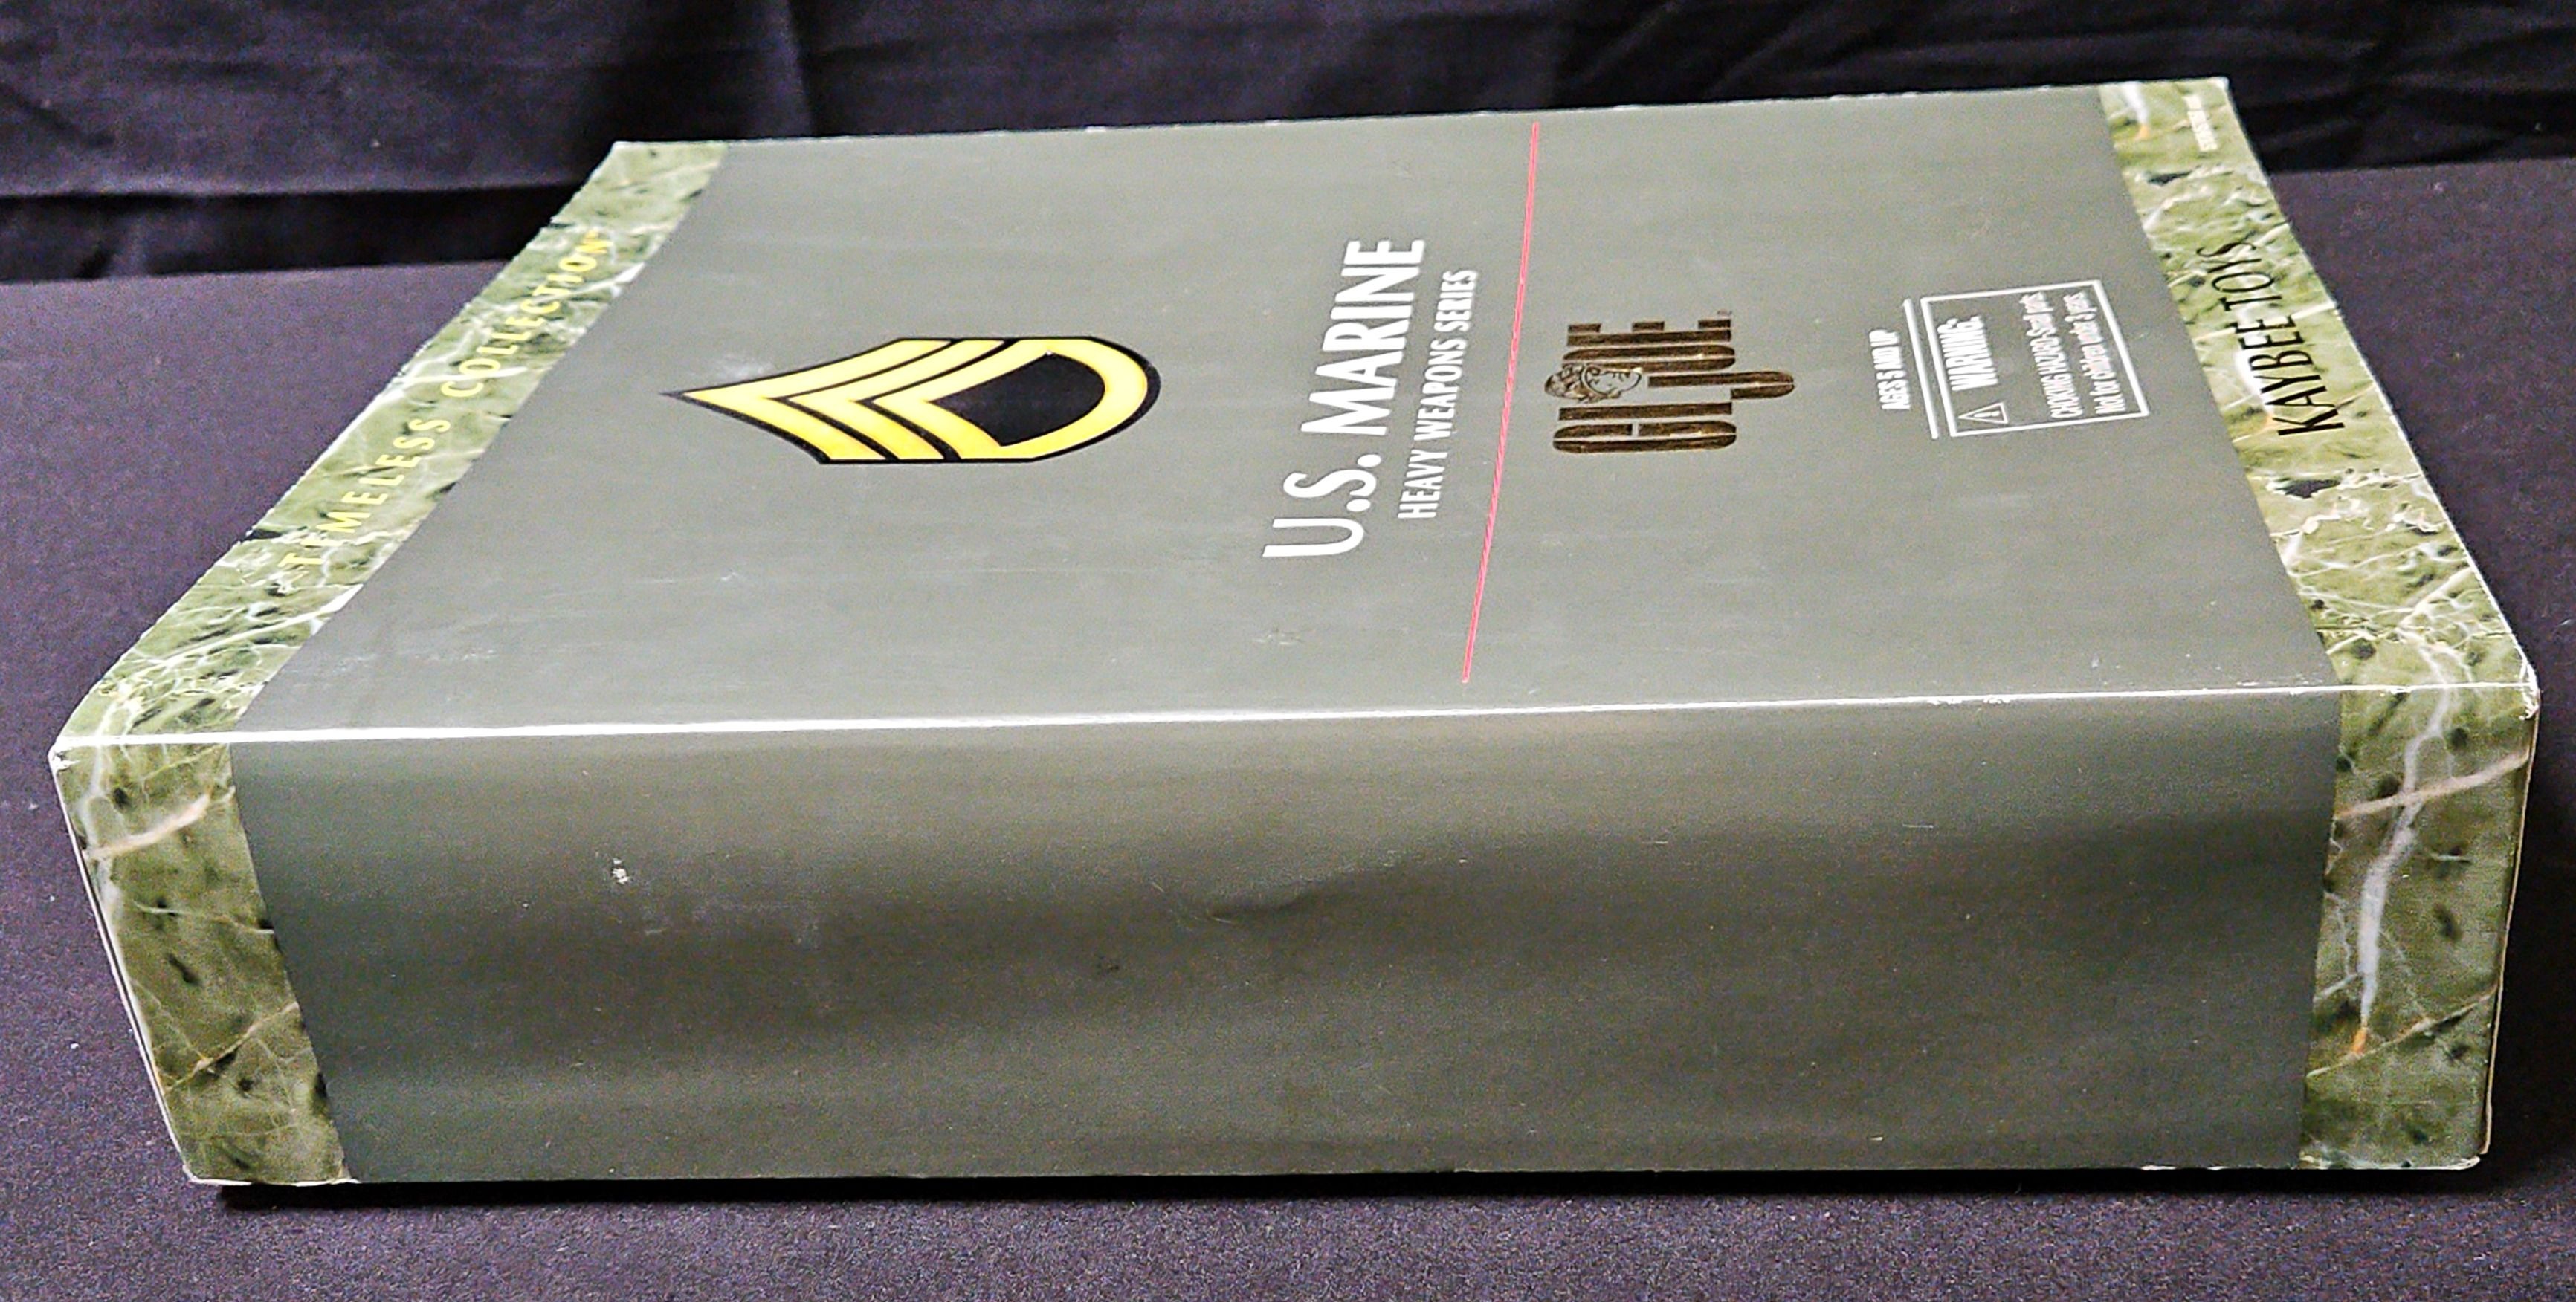 TIMELESS COLLECTION
U.S. MARINE
HEAVY WEAPONS SERIES
GI JOE
AGES 5 AND UP
WARNING:
CHOKING HAZARD-Small parts.
Not for children under 3 years.
KAYBEE TOYS